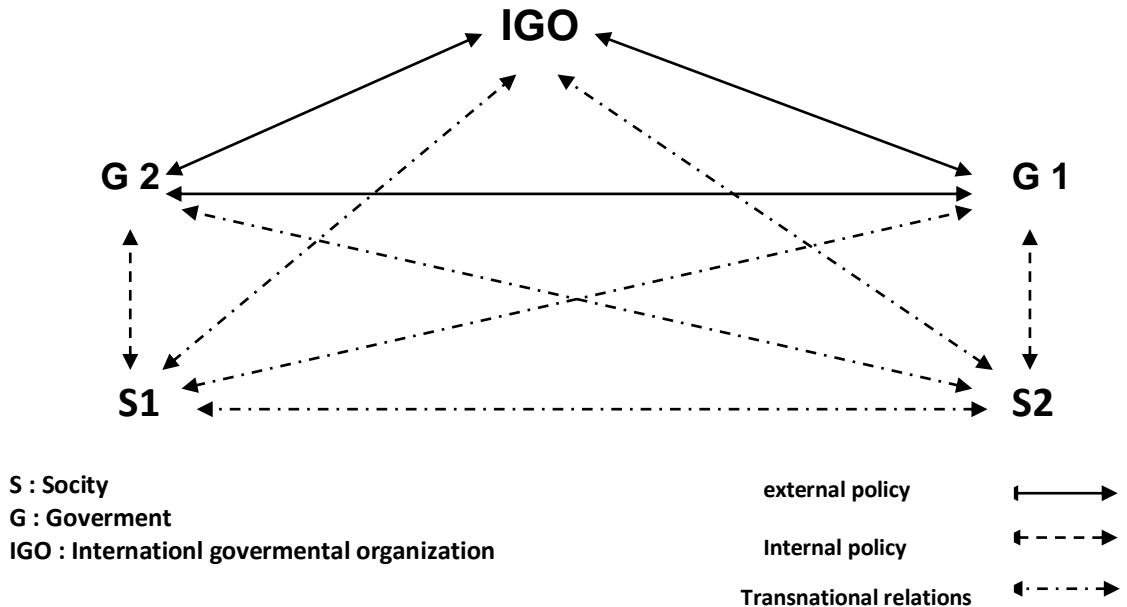 IGO
G 2
G 1
S1
S2
S : Socity
G : Goverment
IGO : Internationl govermental organization
external policy
Internal policy
Transnational relations